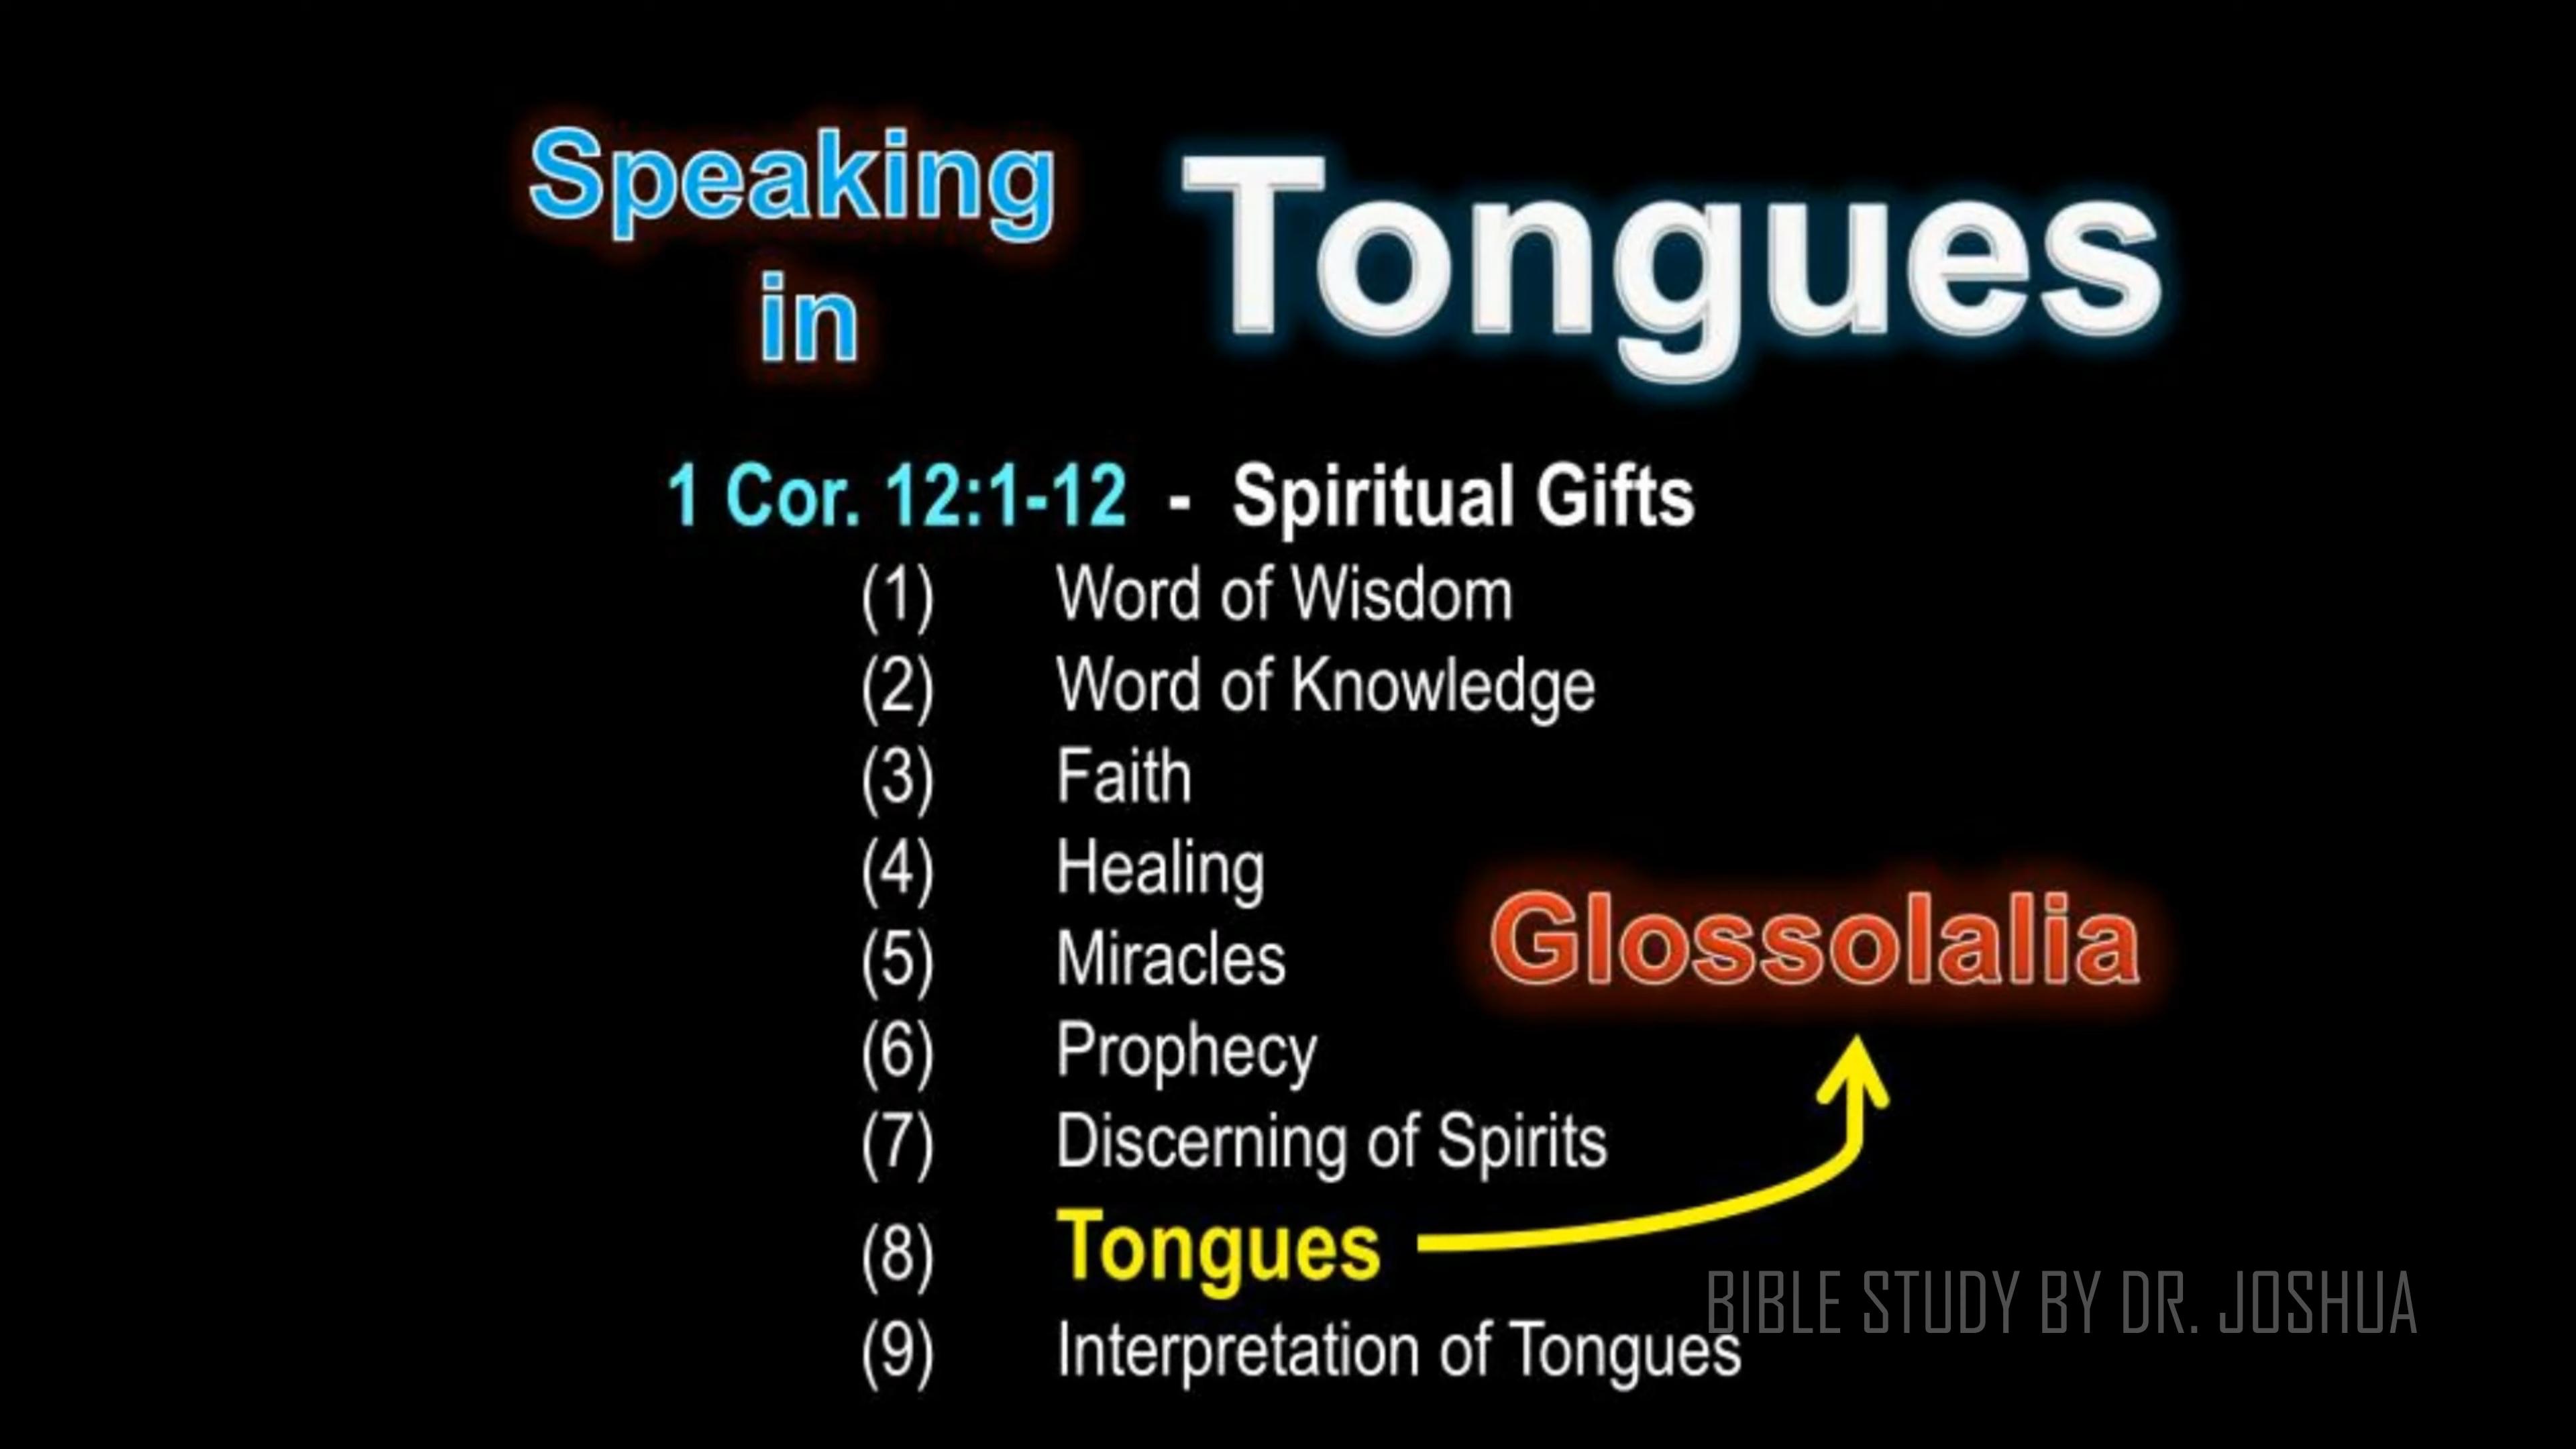 Speaking
in
Tongues
1 Cor. 12:1-12 - Spiritual Gifts
(1) Word of Wisdom
(2) Word of Knowledge
(3) Faith
(4) Healing
Glossolalia
(5) Miracles
(6) Prophecy
(7) Discerning of Spirits
(8) Tongues
BIBLE STUDY BY DR. JOSHUA
(9) Interpretation of Tongues